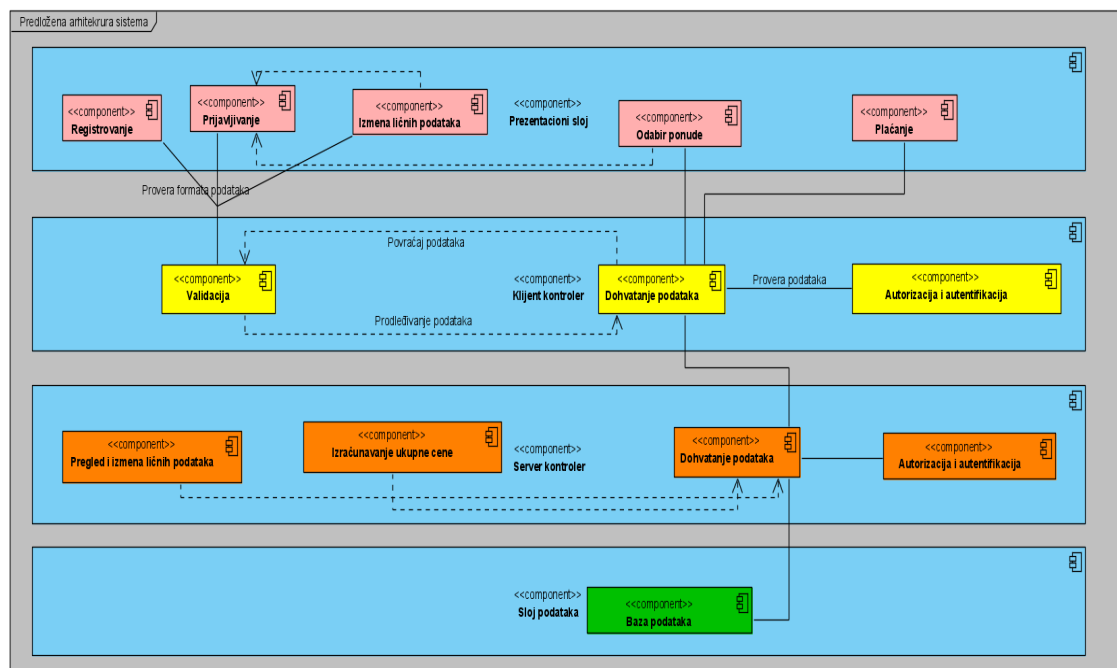 Predložena arhitekrura sistema
<<component>>
Registrovanje
<<component>>
Prijavljivanje
<<component>>
Izmena ličnih podataka
<<component>>
Prezentacioni sloj
<<component>>
Odabir ponude
<<component>>
Plaćanje
Provera formata podataka
Povraćaj podataka
<<component>>
Validacija
<<component>>
Klijent kontroler
<<component>>
Dohvatanje podataka
Provera podataka
<<component>>
Autorizacija i autentifikacija
Prodleđivanje podataka
<<component>>
Pregled i izmena ličnih podataka
<<component>>
Izračunavanje ukupne cene
<<component>>
Server kontroler
<<component>>
Dohvatanje podataka
<<component>>
Autorizacija i autentifikacija
<<component>>
Sloj podataka
<<component>>
Baza podataka